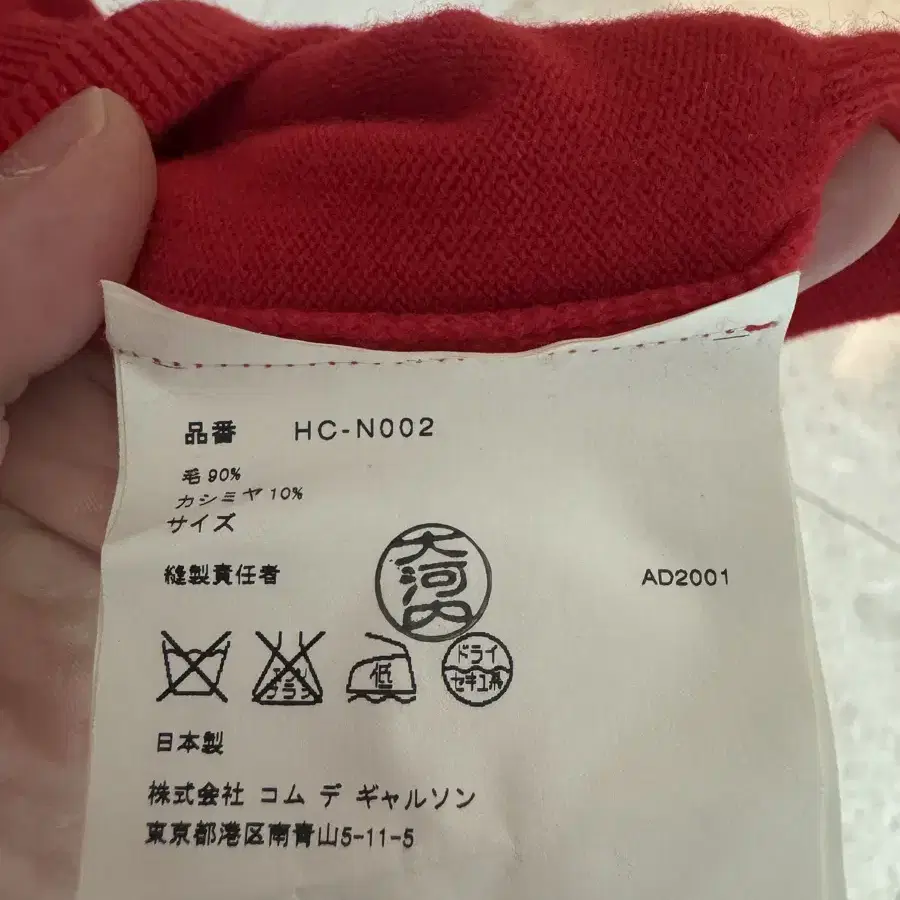 品番 HC-N002
毛 90%
カシミヤ 10%
サイズ
縫製責任者 大河内 AD2001
低
ドライ
セキユ系
日本製
株式会社 コム デ ギャルソン
東京都港区南青山5-11-5